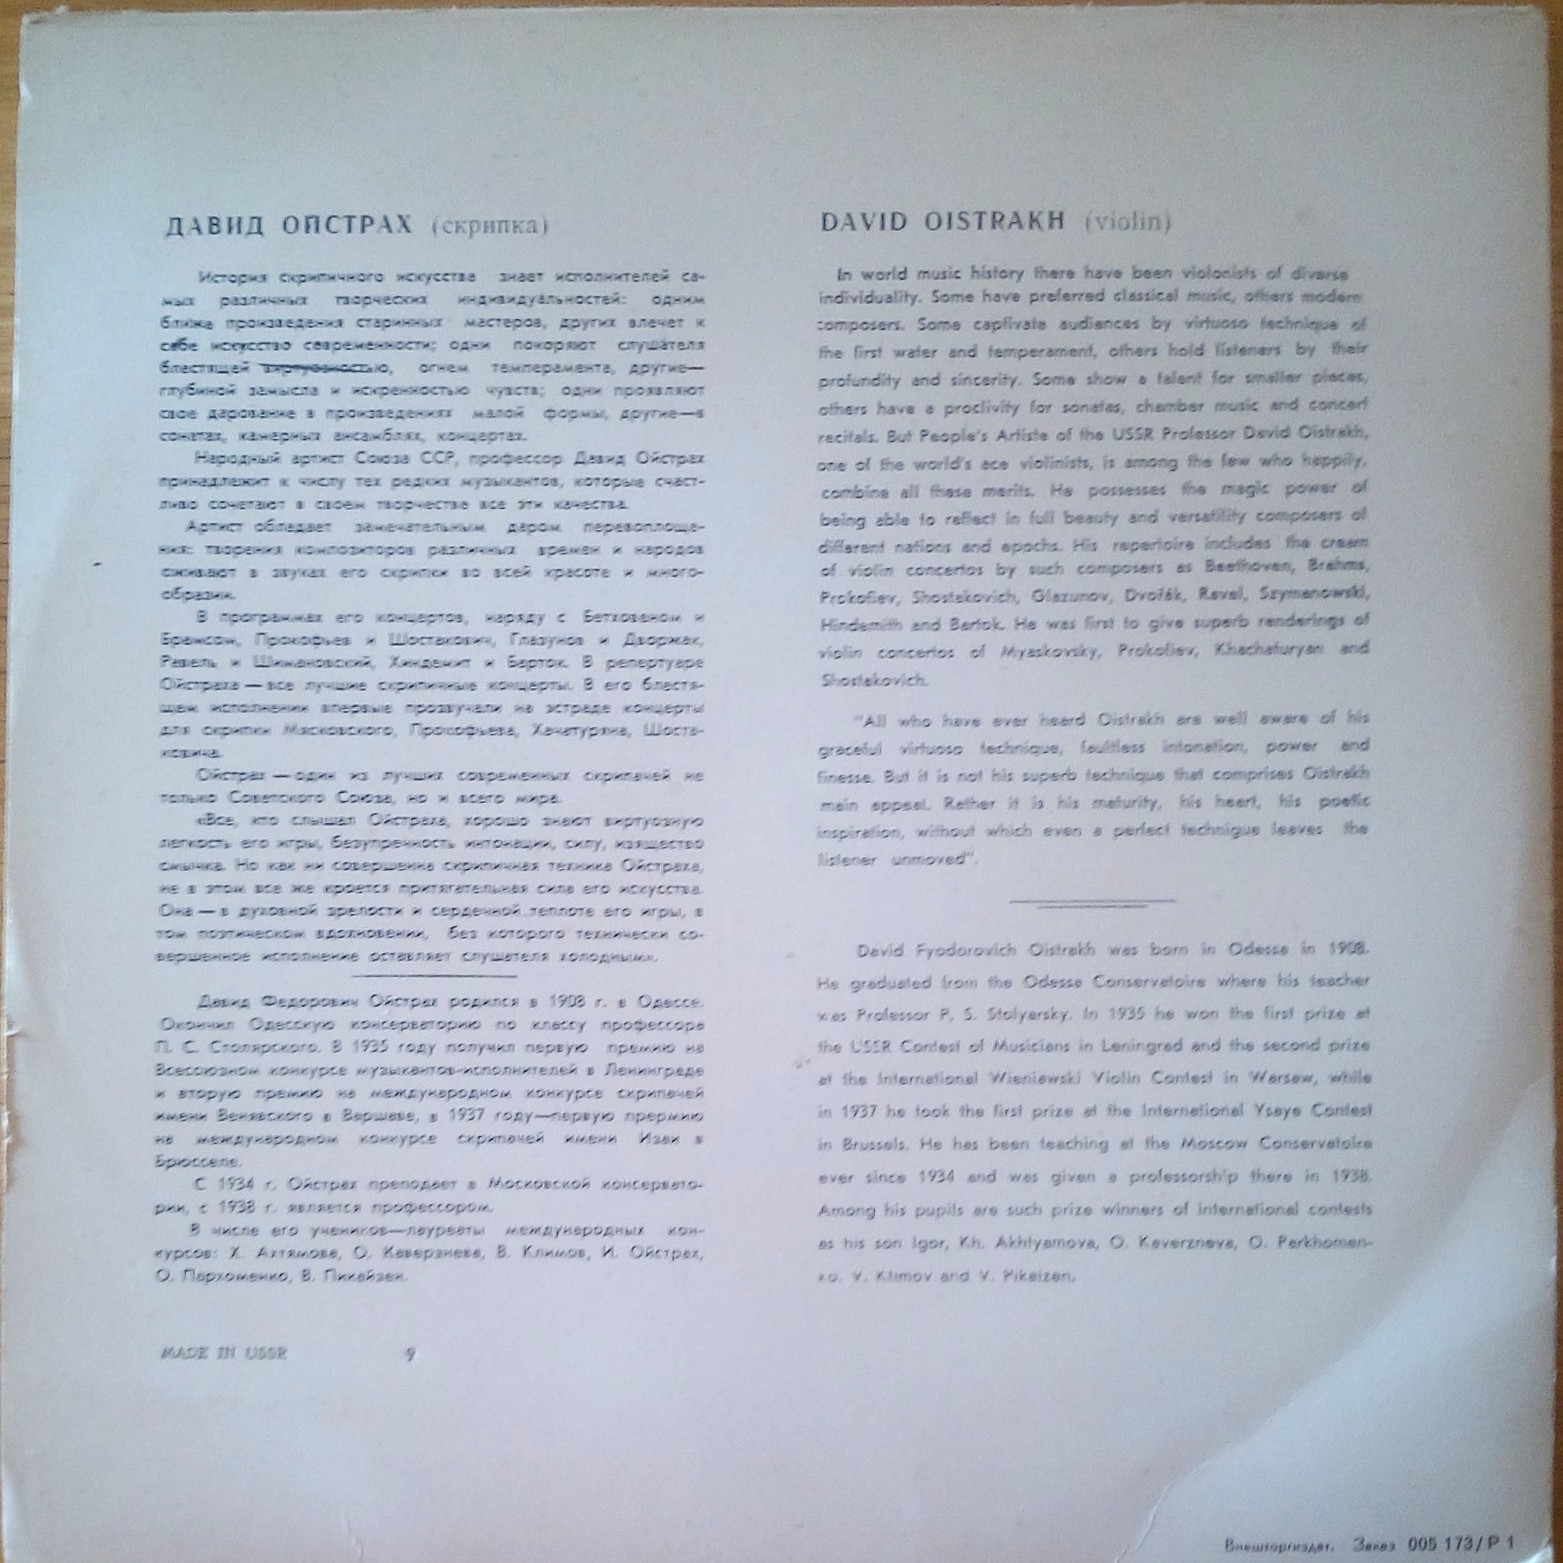 ДАВИД ОЙСТРАХ (скрипка)
История скрипичного искусства знает исполнителей са-
мых различных творческих индивидуальностей: одним
ближе произведения старинных мастеров, других влечет к
себе искусство современности; одни покоряют слушателя
блестящей виртуозностью, огнем темперамента, другие—
глубиной замысла и искренностью чувств; одни проявляют
свое дарование в произведениях малой формы, другие—в
сонатах, камерных ансамблях, концертах.
Народный артист Союза ССР, профессор Давид Ойстрах
принадлежит к числу тех редких музыкантов, которые счаст-
ливо сочетают в своем творчестве все эти качества.
Артист обладает замечательным даром перевоплоще-
ния: творения композиторов различных времен и народов
оживают в звуках его скрипки во всей красоте и много-
образии.
В программах его концертов, наряду с Бетховеном и
Брамсом, Прокофьев и Шостакович, Глазунов и Дворжак,
Равель и Шимановский, Хиндемит и Барток. В репертуаре
Ойстраха—все лучшие скрипичные концерты. В его блестя-
щем исполнении впервые прозвучали на эстраде концерты
для скрипки Мясковского, Прокофьева, Хачатуряна, Шоста-
ковича.
Ойстрах—один из лучших современных скрипачей не
только Советского Союза, но и всего мира.
«Все, кто слышал Ойстраха, хорошо знают виртуозную
легкость его игры, безупречность интонации, силу, изящество
смычка. Но как ни совершенна скрипичная техника Ойстраха,
не в этом все же кроется притягательная сила его искусства.
Она—в духовной зрелости и сердечной теплоте его игры, в
том поэтическом вдохновении, без которого технически со-
вершенное исполнение оставляет слушателя холодным».
Давид Федорович Ойстрах родился в 1908 г. в Одессе.
Окончил Одесскую консерваторию по классу профессора
П. С. Столярского. В 1935 году получил первую премию на
Всесоюзном конкурсе музыкантов-исполнителей в Ленинграде
и вторую премию на международном конкурсе скрипачей
имени Венявского в Варшаве, в 1937 году—первую прермию
на международном конкурсе скрипачей имени Изаи в
Брюсселе.
С 1934 г. Ойстрах преподает в Московской консервато-
рии, с 1938 г. является профессором.
В числе его учеников—лауреаты международных кон-
курсов: Х. Ахтямова, О. Каверзнева, В. Климов, И. Ойстрах,
О. Пархоменко, В. Пикайзен.
MADE IN USSR 9
DAVID OISTRAKH (violin)
In world music history there have been violonists of diverse
individuality. Some have preferred classical music, others modern
composers. Some captivate audiences by virtuoso technique of
the first water and temperament, others hold listeners by their
profundity and sincerity. Some show a talent for smaller pieces,
others have a proclivity for sonatas, chamber music and concert
recitals. But People's Artiste of the USSR Professor David Oistrakh,
one of the world's ace violinists, is among the few who happily,
combine all these merits. He possesses the magic power of
being able to reflect in full beauty and versatility composers of
different nations and epochs. His repertoire includes the cream
of violin concertos by such composers as Beethoven, Brahms,
Prokofiev, Shostakovich, Glazunov, Dvořák, Ravel, Szymanowski,
Hindemith and Bartok. He was first to give superb renderings of
violin concertos of Myaskovsky, Prokofiev, Khachaturyan and
Shostakovich.
"All who have ever heard Oistrakh are well aware of his
graceful virtuoso technique, faultless intonation, power and
finesse. But it is not his superb technique that comprises Oistrakh
main appeal. Rather it is his maturity, his heart, his poetic
inspiration, without which even a perfect technigue leaves the
listener unmoved".
David Fyodorovich Oistrakh was born in Odessa in 1908.
He graduated from the Odessa Conservatoire where his teacher
was Professor P. S. Stolyarsky. In 1935 he won the first prize at
the USSR Contest of Musicians in Leningrad and the second prize
at the International Wieniawski Violin Contest in Warsaw, while
in 1937 he took the first prize at the International Ysaye Contest
in Brussels. He has been teaching at the Moscow Conservatoire
ever since 1934 and was given a professorship there in 1938.
Among his pupils are such prize winners of international contests
as his son Igor, Kh. Akhtyamova, O. Kaverzneva, O. Parkhomen-
ko, V. Klimov and V. Pikaizen.
Внешторгиздат. Заказ 005 173/Р 1